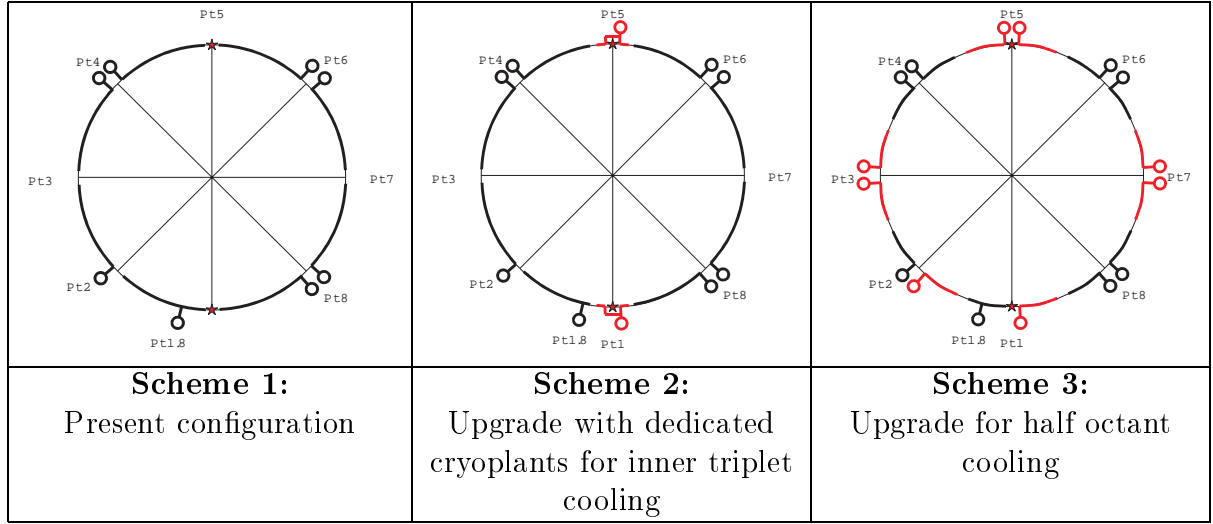 Pt5
Pt4
Pt6
Pt3
Pt7
Pt2
Pt8
Pt1.8
Pt5
Pt4
Pt6
Pt3
Pt7
Pt2
Pt8
Pt1.8
Pt1
Pt5
Pt4
Pt6
Pt3
Pt7
Pt2
Pt8
Pt1.8
Pt1
Scheme 1:
Present configuration
Scheme 2:
Upgrade with dedicated
cryoplants for inner triplet
cooling
Scheme 3:
Upgrade for half octant
cooling